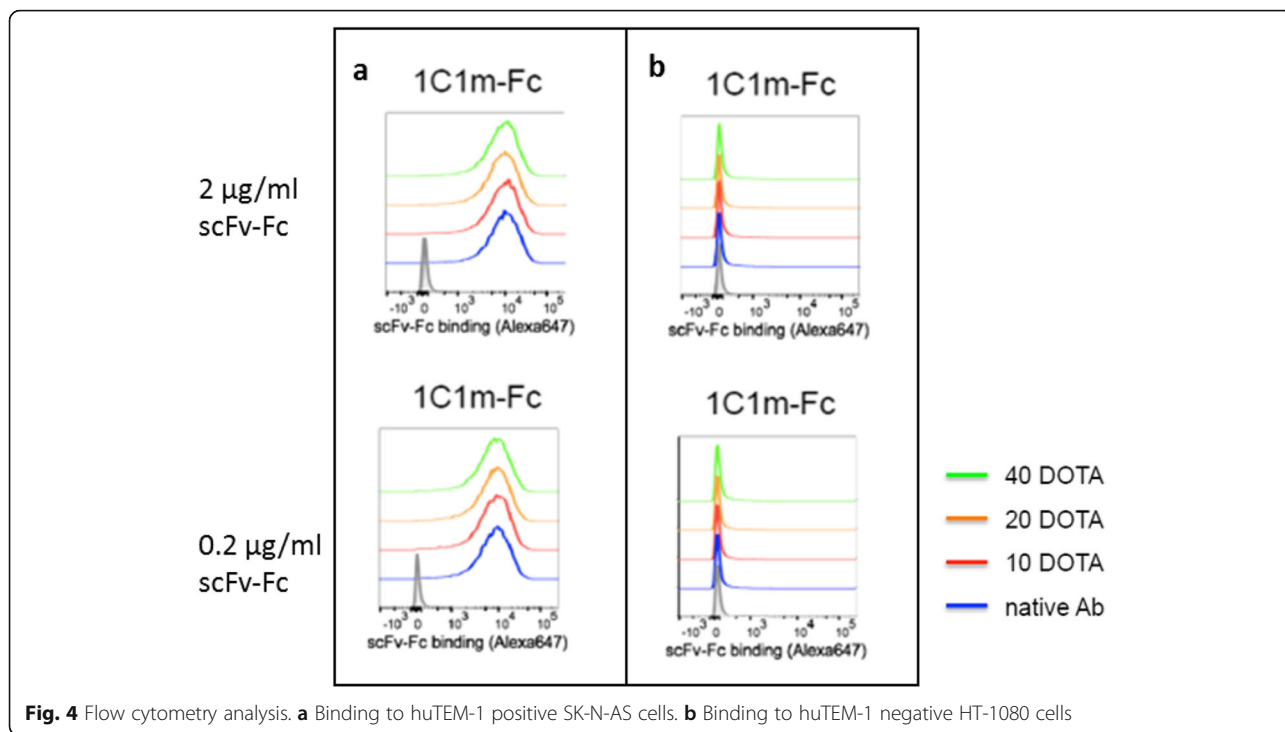 a
1C1m-Fc
b
1C1m-Fc
2 µg/ml
scFv-Fc
-10³ 0 10³ 10⁴ 10⁵
scFv-Fc binding (Alexa647)
-10³ 0 10³ 10⁴ 10⁵
scFv-Fc binding (Alexa647)
1C1m-Fc
1C1m-Fc
0.2 µg/ml
scFv-Fc
-10³ 0 10³ 10⁴ 10⁵
scFv-Fc binding (Alexa647)
-10³ 0 10³ 10⁴ 10⁵
scFv-Fc binding (Alexa647)
40 DOTA
20 DOTA
10 DOTA
native Ab
Fig. 4 Flow cytometry analysis. a Binding to huTEM-1 positive SK-N-AS cells. b Binding to huTEM-1 negative HT-1080 cells